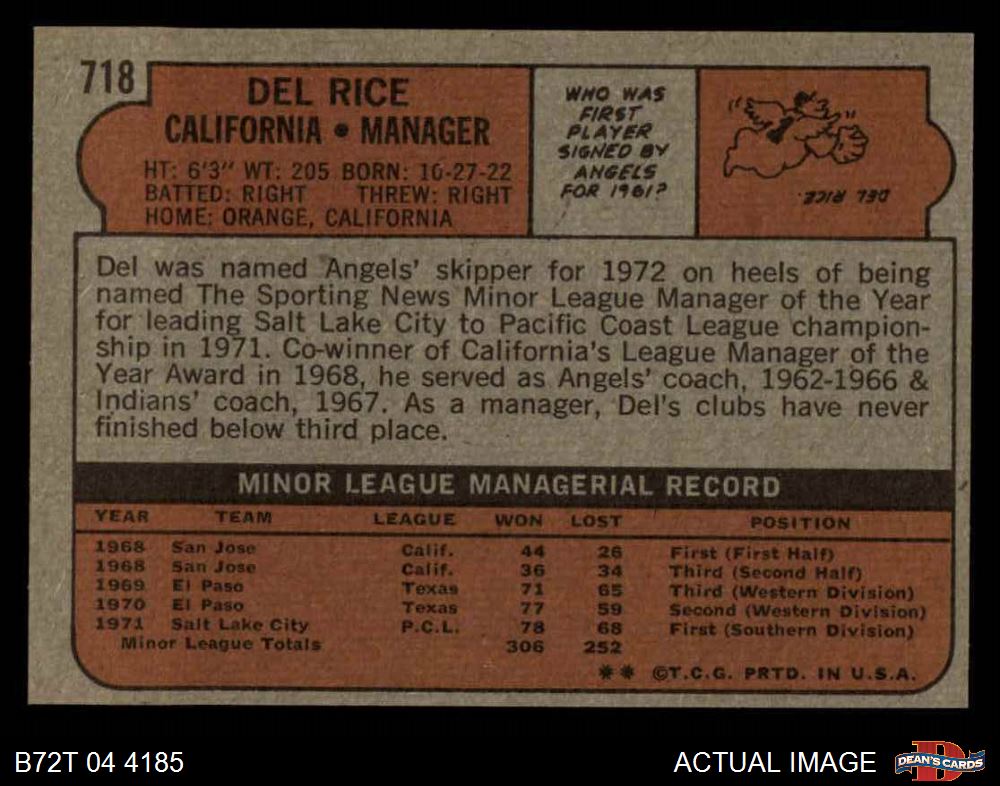 718
DEL RICE
CALIFORNIA • MANAGER
HT: 6'3" WT: 205 BORN: 10-27-22
BATTED: RIGHT THREW: RIGHT
HOME: ORANGE, CALIFORNIA
WHO WAS
FIRST
PLAYER
SIGNED BY
ANGELS
FOR 1961?
DEL RICE.
Del was named Angels' skipper for 1972 on heels of being
named The Sporting News Minor League Manager of the Year
for leading Salt Lake City to Pacific Coast League champion-
ship in 1971. Co-winner of California's League Manager of the
Year Award in 1968, he served as Angels' coach, 1962-1966 &
Indians' coach, 1967. As a manager, Del's clubs have never
finished below third place.
MINOR LEAGUE MANAGERIAL RECORD
YEAR TEAM LEAGUE WON LOST POSITION
1968 San Jose Calif. 44 26 First (First Half)
1968 San Jose Calif. 36 34 Third (Second Half)
1969 El Paso Texas 71 65 Third (Western Division)
1970 El Paso Texas 77 59 Second (Western Division)
1971 Salt Lake City P.C.L. 78 68 First (Southern Division)
Minor League Totals 306 252
** ©T.C.G. PRTD. IN U.S.A.
B72T 04 4185
ACTUAL IMAGE
D
DEAN'S CARDS